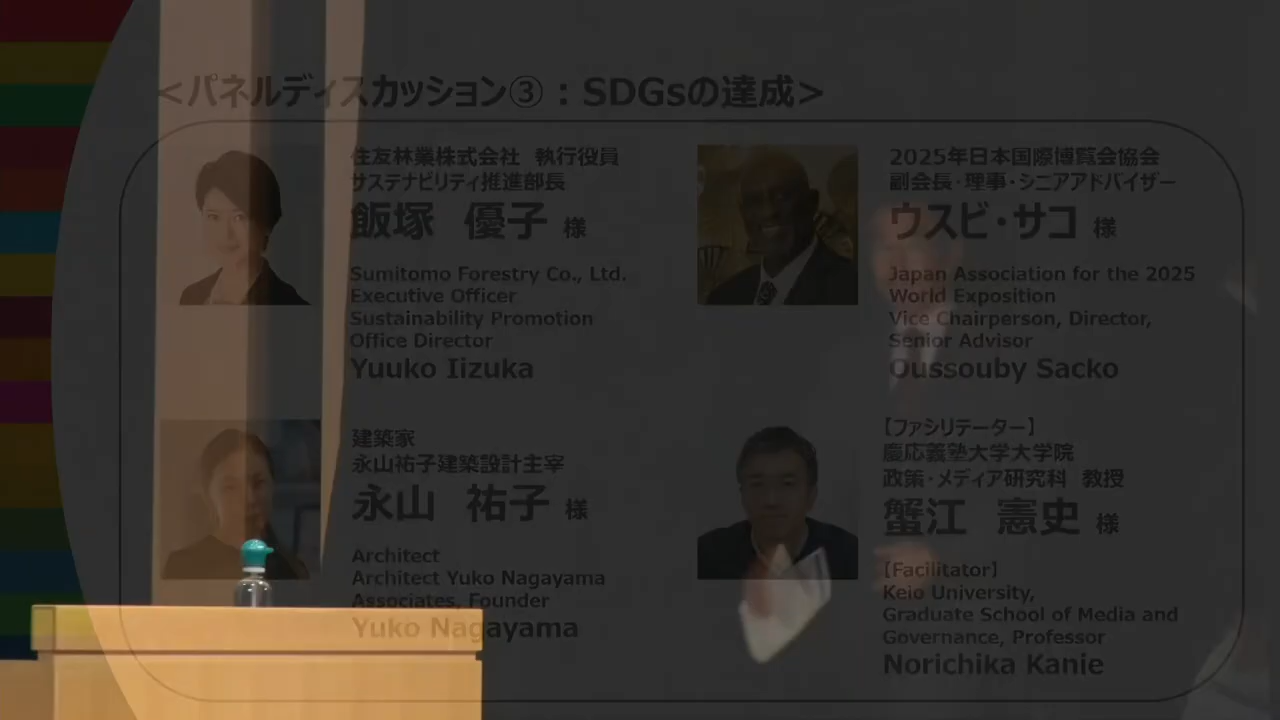 <パネルディスカッション③：SDGsの達成>
住友林業株式会社 執行役員
サステナビリティ推進部長
飯塚 優子 様
Sumitomo Forestry Co., Ltd.
Executive Officer
Sustainability Promotion
Office Director
Yuuko Iizuka
2025年日本国際博覧会協会
副会長・理事・シニアアドバイザー
ウスビ・サコ 様
Japan Association for the 2025
World Exposition
Vice Chairperson, Director,
Senior Advisor
Oussouby Sacko
建築家
永山祐子建築設計主宰
永山 祐子 様
Architect
Architect Yuko Nagayama
Associates, Founder
Yuko Nagayama
【ファシリテーター】
慶応義塾大学大学院
政策・メディア研究科 教授
蟹江 憲史 様
【Facilitator】
Keio University,
Graduate School of Media and
Governance, Professor
Norichika Kanie